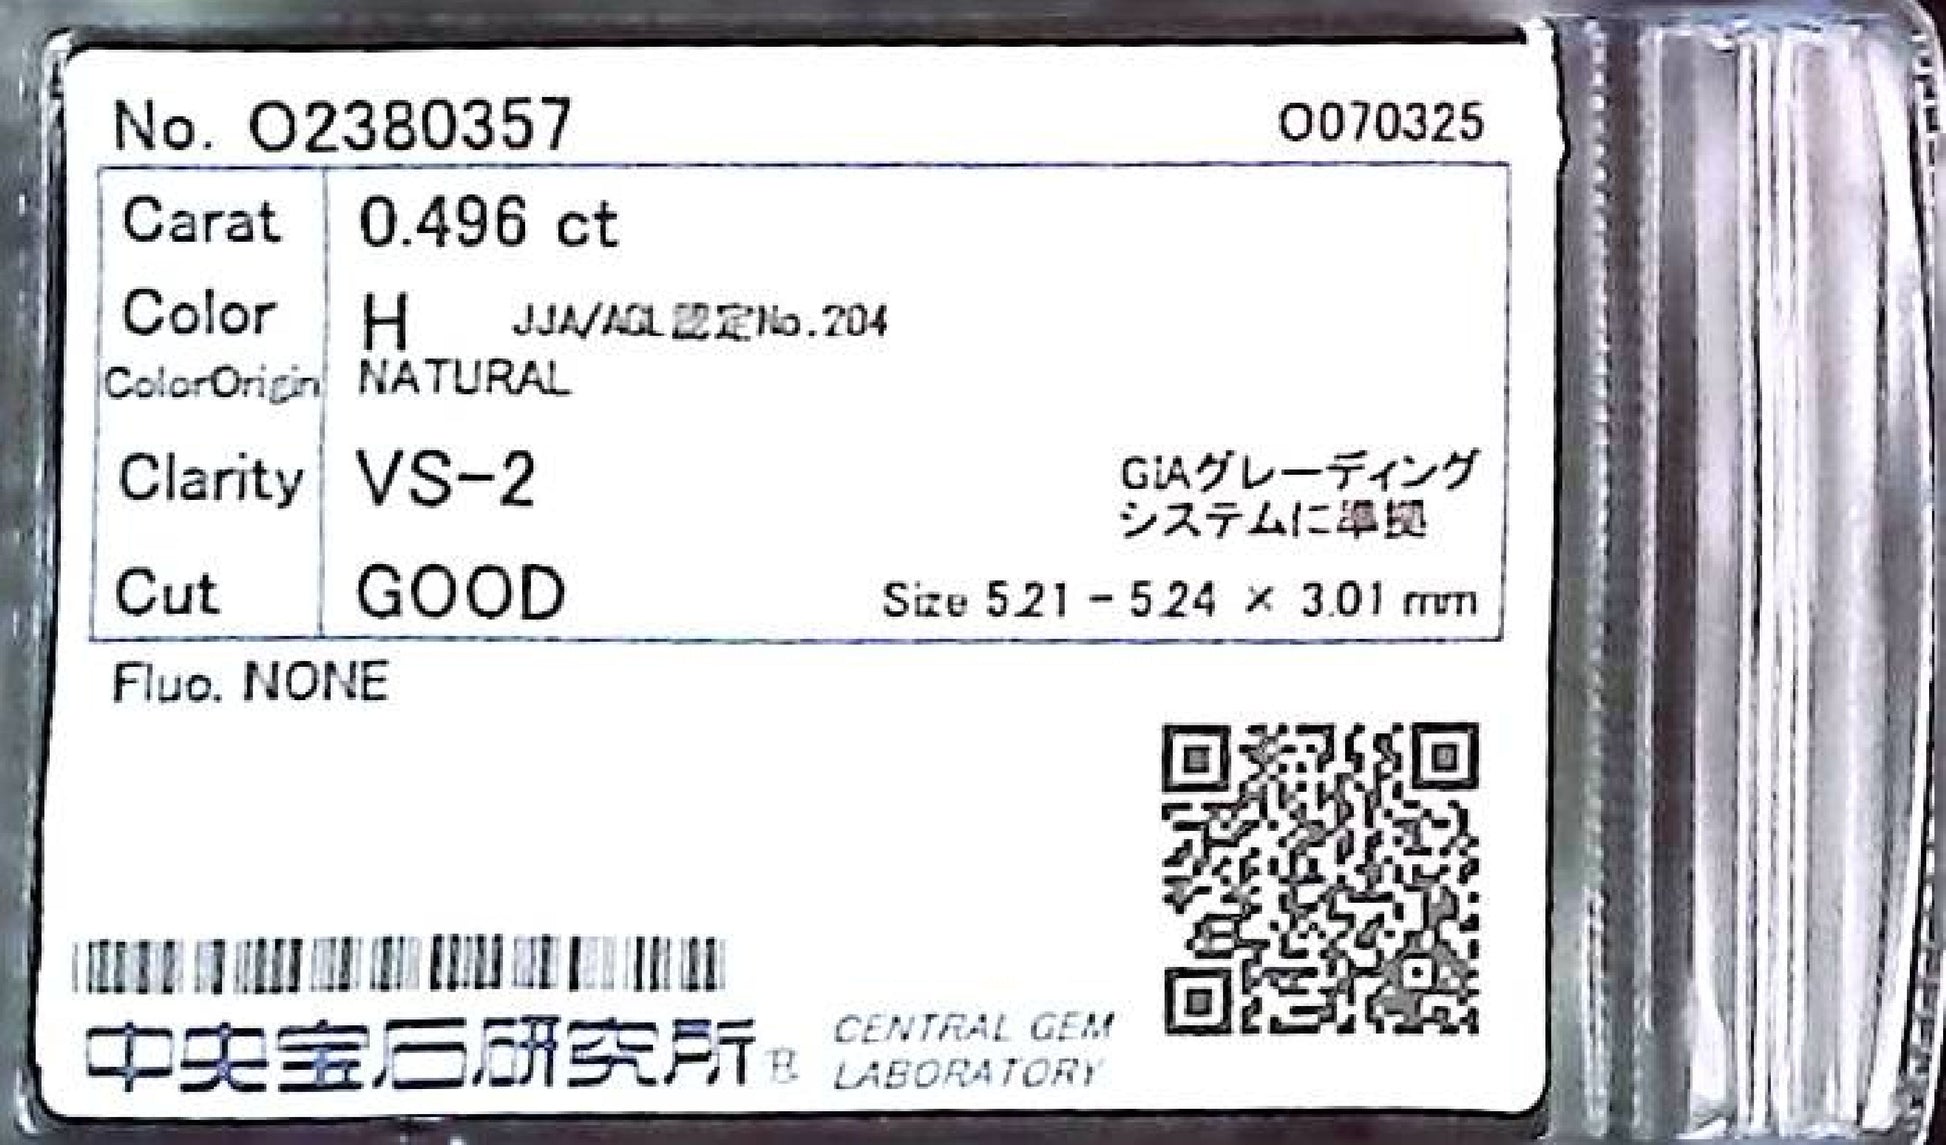 No. O2380357 O070325
Carat 0.496 ct
Color H JJA/AGL認定No.204
ColorOrigin NATURAL
Clarity VS-2 GIAグレーディング
システムに準拠
Cut GOOD Size 5.21 - 5.24 × 3.01 mm
Fluo. NONE
中央宝石研究所 CENTRAL GEM
LABORATORY